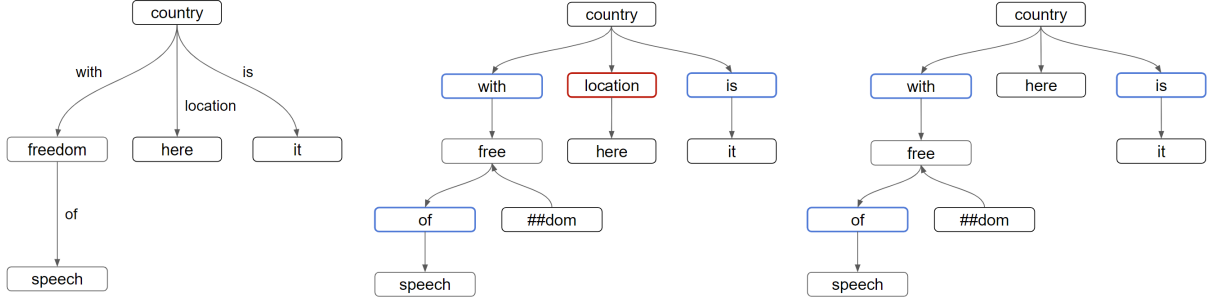 country
with
is
location
freedom
here
it
of
speech
country
with
location
is
free
here
it
of
##dom
speech
country
with
here
is
free
it
of
##dom
speech